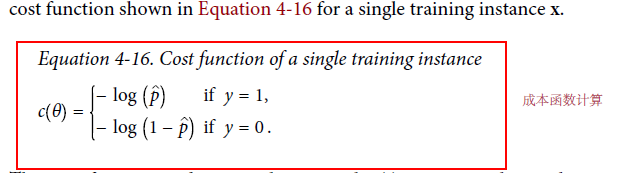 cost function shown in Equation 4-16 for a single training instance x.
Equation 4-16. Cost function of a single training instance
c(θ) = { − log (p̂) if y = 1,
− log (1 − p̂) if y = 0.
成本函数计算